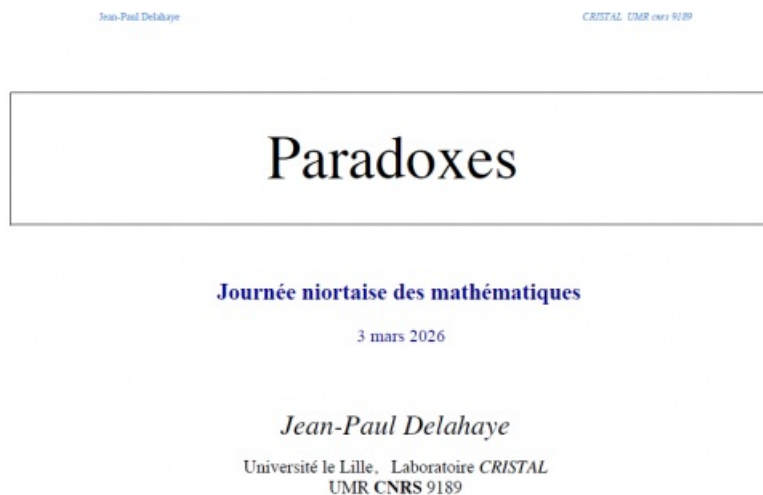 Jean-Paul Delahaye CRISTAL UMR cnrs 9189
Paradoxes
Journée niortaise des mathématiques
3 mars 2026
Jean-Paul Delahaye
Université le Lille, Laboratoire CRISTAL
UMR CNRS 9189